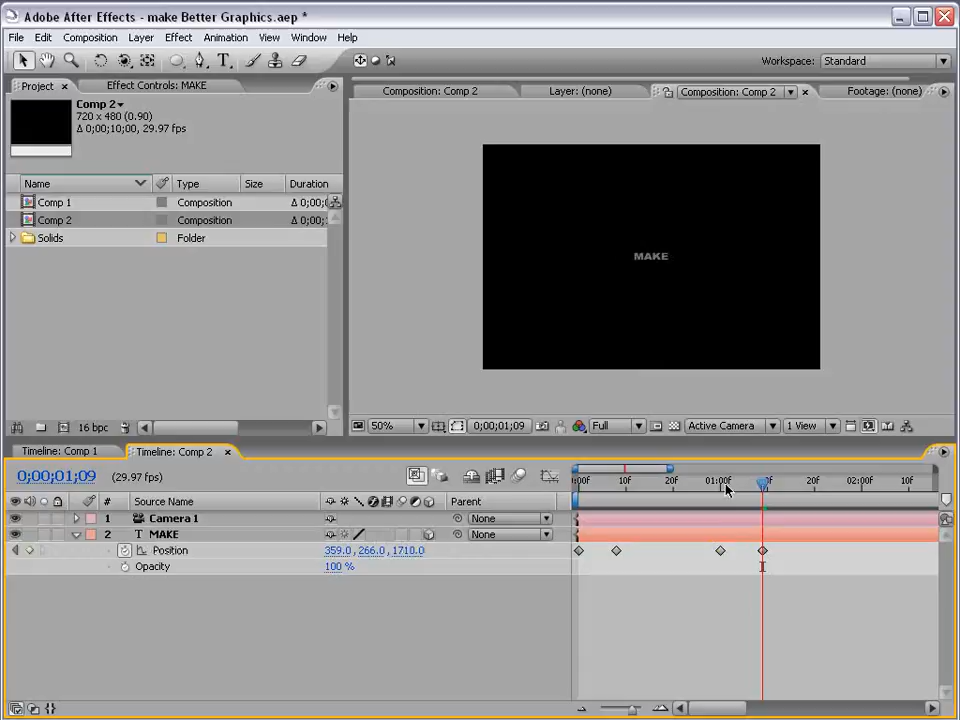 Adobe After Effects - make Better Graphics.aep *
File Edit Composition Layer Effect Animation View Window Help
Workspace: Standard
Project × Effect Controls: MAKE
Composition: Comp 2 Layer: (none) Composition: Comp 2 × Footage: (none)
Comp 2
720 x 480 (0.90)
Δ 0;00;10;00, 29.97 fps
Name Type Size Duration
Comp 1 Composition Δ 0;00;
Comp 2 Composition Δ 0;00;
Solids Folder
MAKE
16 bpc
50% 0;00;01;09 Full Active Camera 1 View
Timeline: Comp 1 Timeline: Comp 2 ×
0;00;01;09 (29.97 fps)
:00f 10f 20f 01:00f 20f 02:00f 10f
# Source Name Parent
1 Camera 1 None
2 T MAKE None
Position 359.0, 266.0, 1710.0
Opacity 100 %